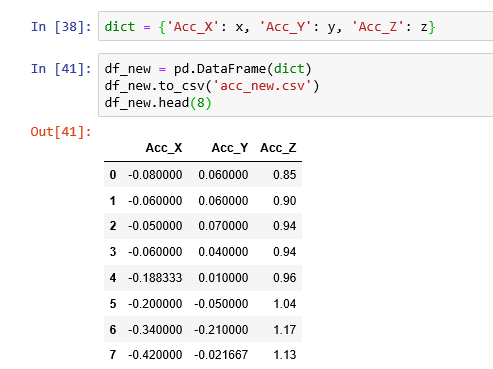 In [38]: dict = {'Acc_X': x, 'Acc_Y': y, 'Acc_Z': z}
In [41]: df_new = pd.DataFrame(dict)
df_new.to_csv('acc_new.csv')
df_new.head(8)
Out[41]:
Acc_X Acc_Y Acc_Z
0 -0.080000 0.060000 0.85
1 -0.060000 0.060000 0.90
2 -0.050000 0.070000 0.94
3 -0.060000 0.040000 0.94
4 -0.188333 0.010000 0.96
5 -0.200000 -0.050000 1.04
6 -0.340000 -0.210000 1.17
7 -0.420000 -0.021667 1.13